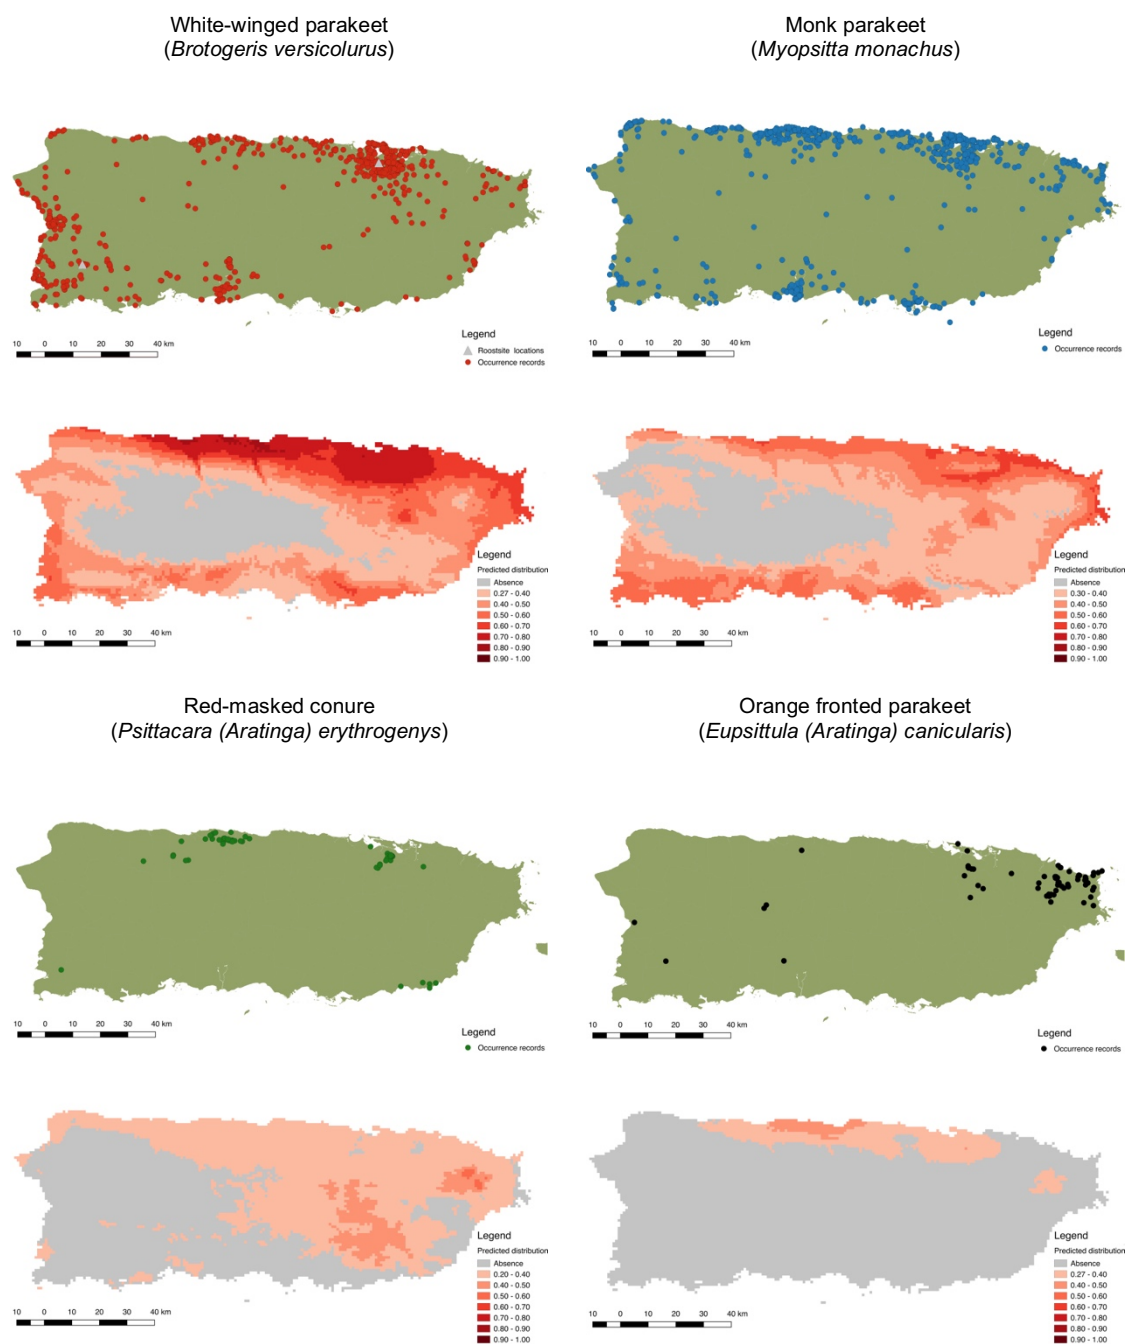 White-winged parakeet
(Brotogeris versicolurus)
Monk parakeet
(Myopsitta monachus)
Legend
Roostsite locations
Occurrence records
10 0 10 20 30 40 km
Legend
Occurrence records
10 0 10 20 30 40 km
Legend
Predicted distribution
Absence
0.27 - 0.40
0.40 - 0.50
0.50 - 0.60
0.60 - 0.70
0.70 - 0.80
0.80 - 0.90
0.90 - 1.00
10 0 10 20 30 40 km
Legend
Predicted distribution
Absence
0.30 - 0.40
0.40 - 0.50
0.50 - 0.60
0.60 - 0.70
0.70 - 0.80
0.80 - 0.90
0.90 - 1.00
10 0 10 20 30 40 km
Red-masked conure
(Psittacara (Aratinga) erythrogenys)
Orange fronted parakeet
(Eupsittula (Aratinga) canicularis)
10 0 10 20 30 40 km
Legend
Occurrence records
10 0 10 20 30 40 km
Legend
Occurrence records
Legend
Predicted distribution
Absence
0.20 - 0.40
0.40 - 0.50
0.50 - 0.60
0.60 - 0.70
0.70 - 0.80
0.80 - 0.90
0.90 - 1.00
10 0 10 20 30 40 km
Legend
Predicted distribution
Absence
0.27 - 0.40
0.40 - 0.50
0.50 - 0.60
0.60 - 0.70
0.70 - 0.80
0.80 - 0.90
0.90 - 1.00
10 0 10 20 30 40 km